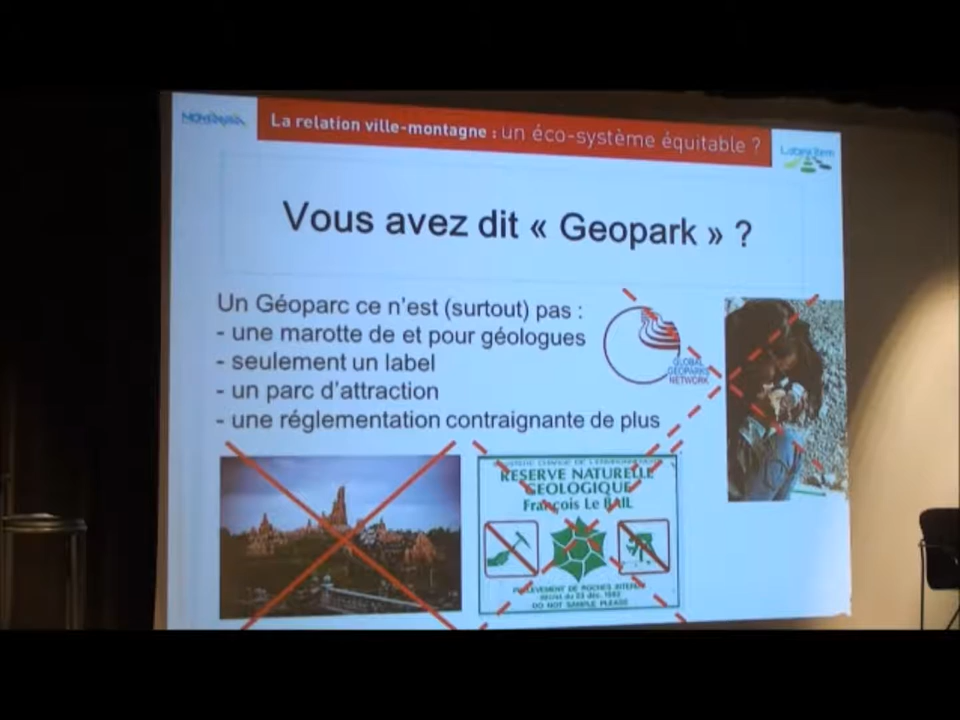 La relation ville-montagne : un éco-système équitable ?
Vous avez dit « Geopark » ?
Un Géoparc ce n'est (surtout) pas :
- une marotte de et pour géologues
- seulement un label
- un parc d'attraction
- une réglementation contraignante de plus
GLOBAL
GEOPARKS
NETWORK
RESERVE NATURELLE
GEOLOGIQUE
François Le BAIL
DE ROCHES
DO NOT SAMPLE PLEASE